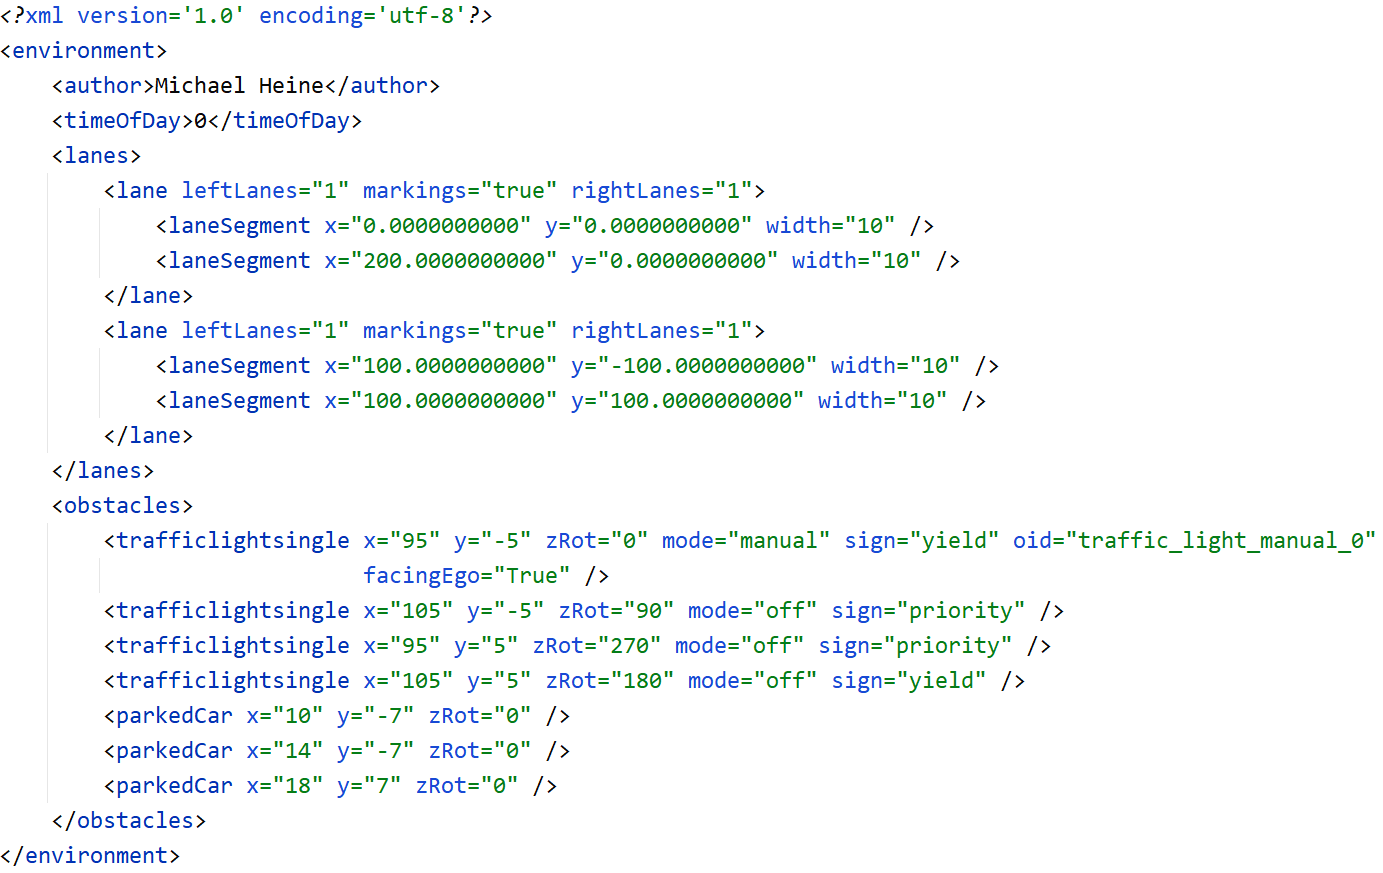 <?xml version='1.0' encoding='utf-8'?>
<environment>
    <author>Michael Heine</author>
    <timeOfDay>0</timeOfDay>
    <lanes>
        <lane leftLanes="1" markings="true" rightLanes="1">
            <laneSegment x="0.0000000000" y="0.0000000000" width="10" />
            <laneSegment x="200.0000000000" y="0.0000000000" width="10" />
        </lane>
        <lane leftLanes="1" markings="true" rightLanes="1">
            <laneSegment x="100.0000000000" y="-100.0000000000" width="10" />
            <laneSegment x="100.0000000000" y="100.0000000000" width="10" />
        </lane>
    </lanes>
    <obstacles>
        <trafficlightsingle x="95" y="-5" zRot="0" mode="manual" sign="yield" oid="traffic_light_manual_0"
                            facingEgo="True" />
        <trafficlightsingle x="105" y="-5" zRot="90" mode="off" sign="priority" />
        <trafficlightsingle x="95" y="5" zRot="270" mode="off" sign="priority" />
        <trafficlightsingle x="105" y="5" zRot="180" mode="off" sign="yield" />
        <parkedCar x="10" y="-7" zRot="0" />
        <parkedCar x="14" y="-7" zRot="0" />
        <parkedCar x="18" y="7" zRot="0" />
    </obstacles>
</environment>